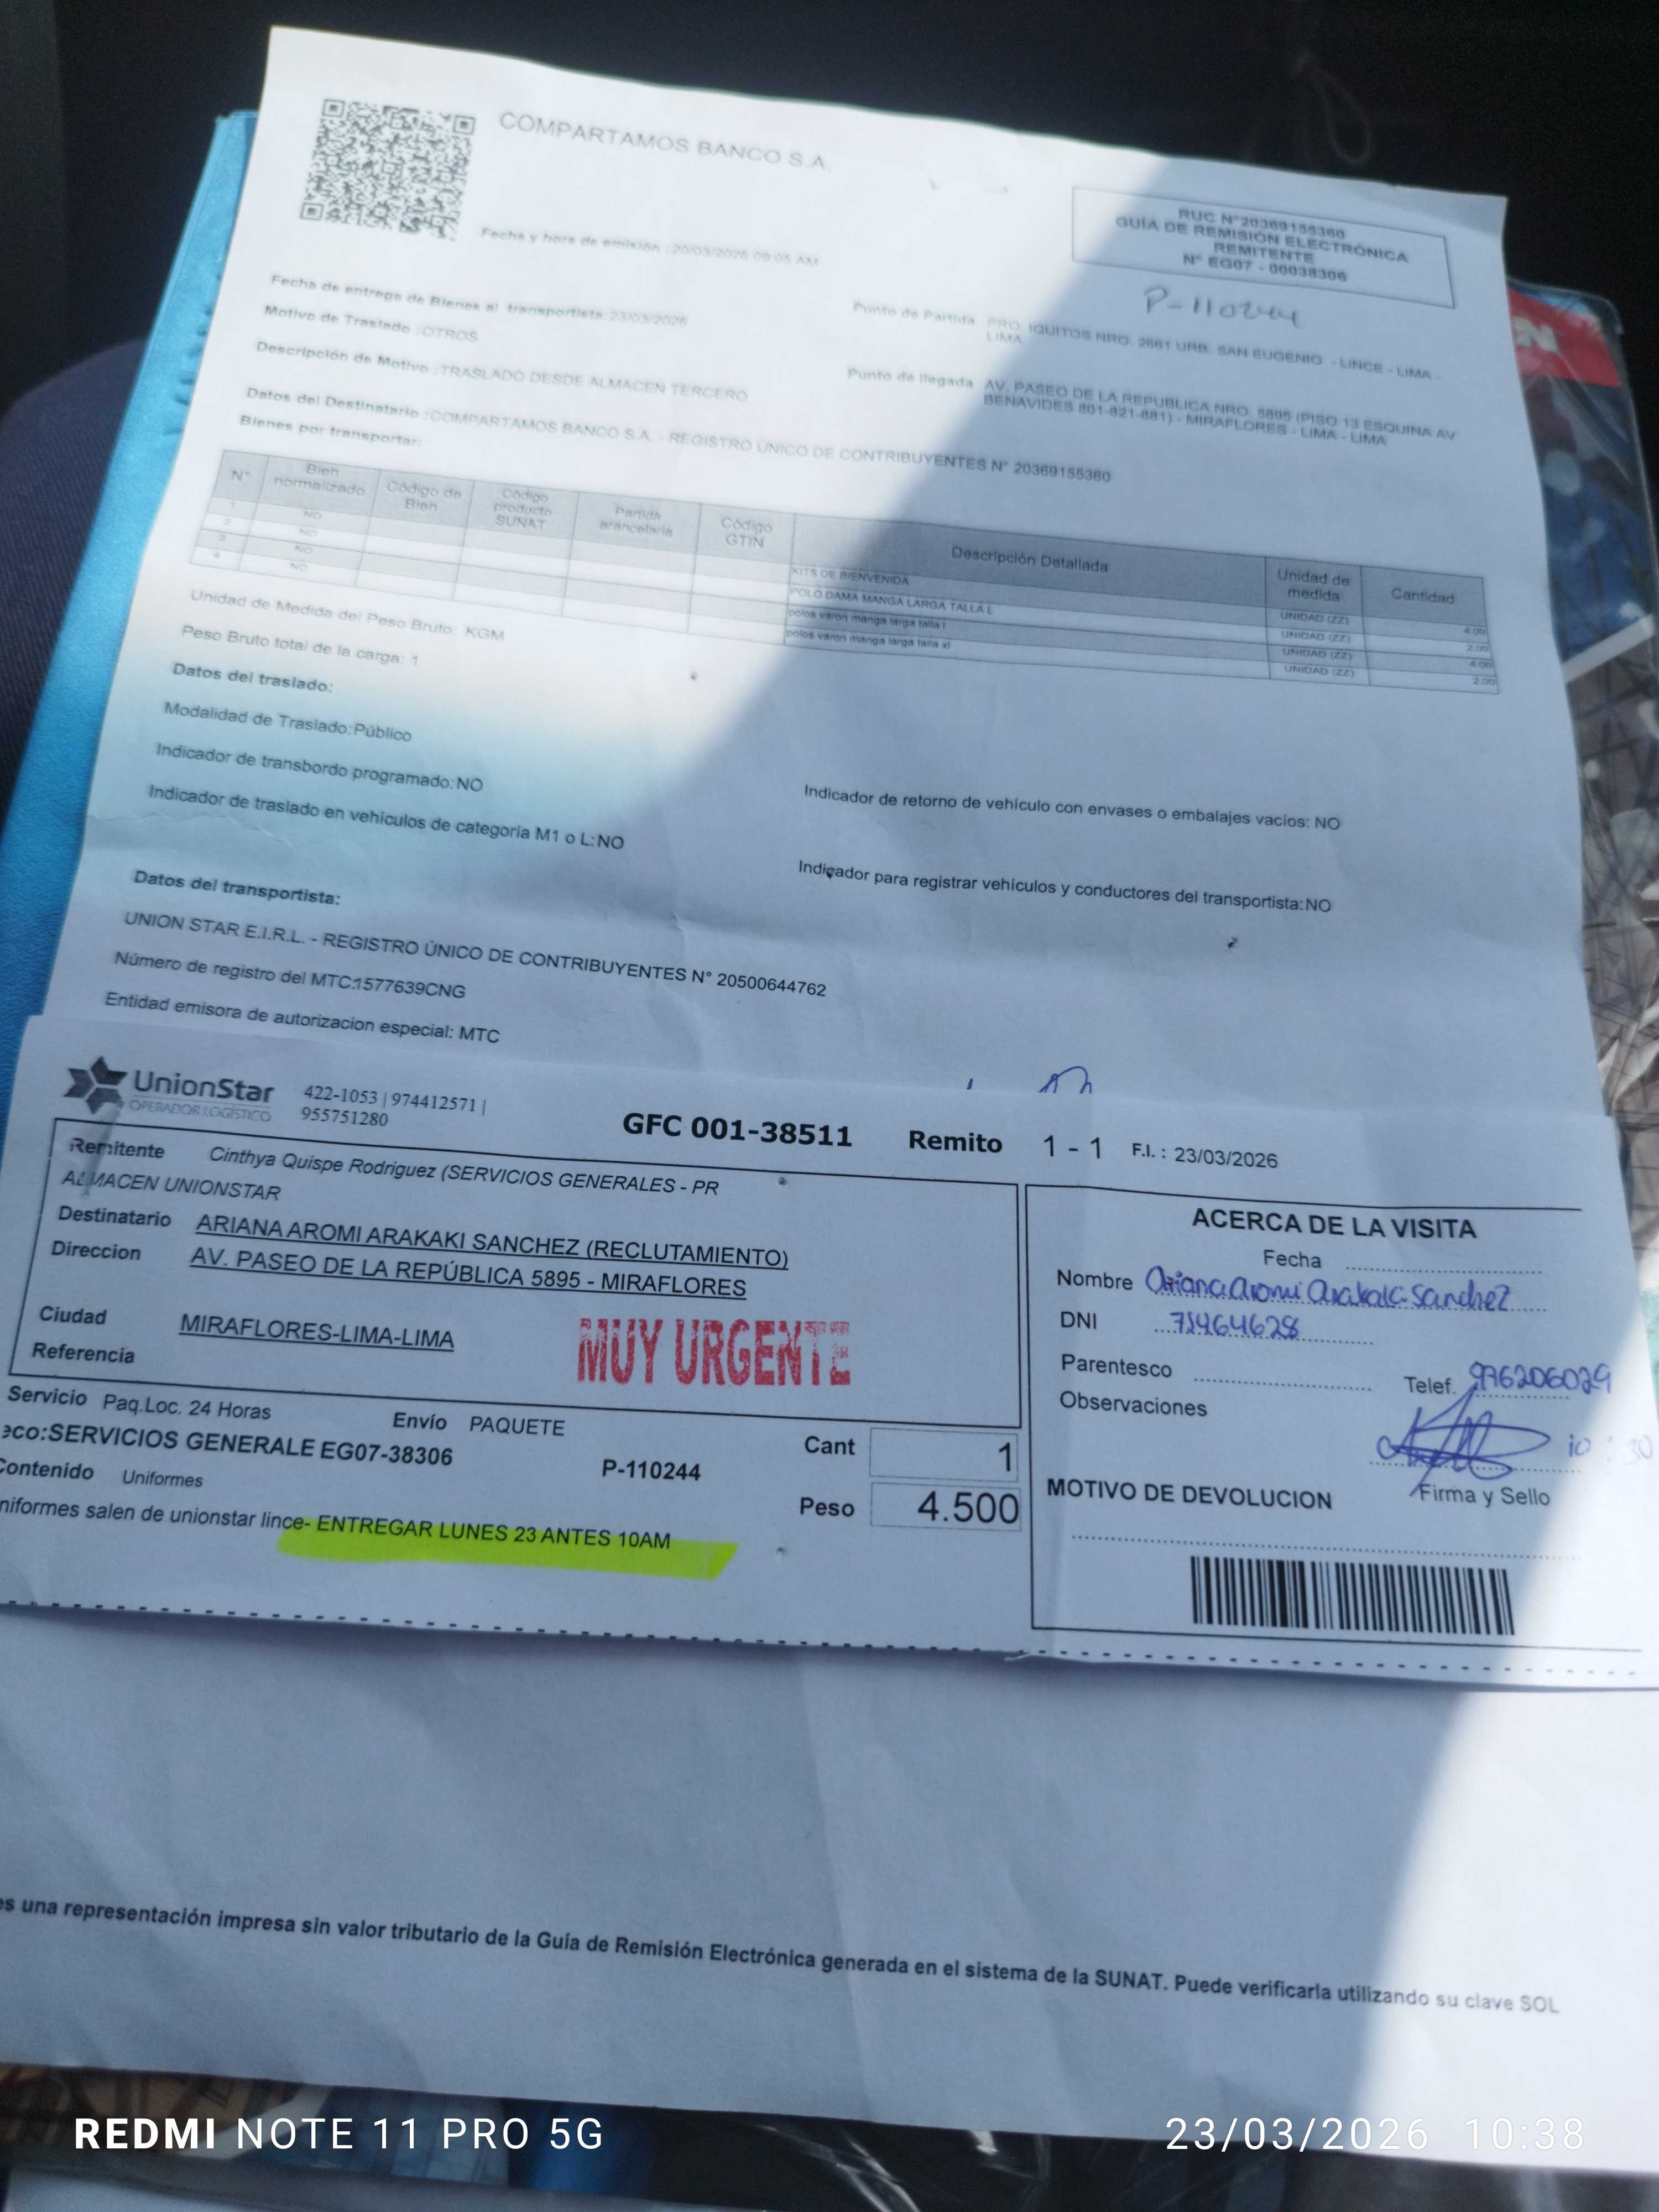 COMPARTAMOS BANCO S.A.
Fecha y hora de emisión :20/03/2026 09:05 AM
RUC N°20369155360
GUÍA DE REMISIÓN ELECTRÓNICA
REMITENTE
N° EG07 - 00038306
P-110244
Fecha de entrega de Bienes al transportista:23/03/2026
Motivo de Traslado :OTROS
Descripción de Motivo :TRASLADO DESDE ALMACEN TERCERO
Punto de Partida PRO. IQUITOS NRO. 2661 URB. SAN EUGENIO - LINCE - LIMA -
LIMA
Punto de llegada AV. PASEO DE LA REPUBLICA NRO. 5895 (PISO 13 ESQUINA AV
BENAVIDES 801-821-881) - MIRAFLORES - LIMA - LIMA
Datos del Destinatario :COMPARTAMOS BANCO S.A. - REGISTRO ÚNICO DE CONTRIBUYENTES N° 20369155360
Bienes por transportar:
N° Bien normalizado Código de Bien Código producto SUNAT Partida arancelaria Código GTIN Descripción Detallada Unidad de medida Cantidad
1 NO KITS DE BIENVENIDA UNIDAD (ZZ) 4.00
2 NO POLO DAMA MANGA LARGA TALLA L UNIDAD (ZZ) 2.00
3 NO polos varon manga larga talla l UNIDAD (ZZ) 4.00
4 NO polos varon manga larga talla xl UNIDAD (ZZ) 2.00
Unidad de Medida del Peso Bruto: KGM
Peso Bruto total de la carga: 1
Datos del traslado:
Modalidad de Traslado:Público
Indicador de transbordo programado:NO
Indicador de retorno de vehículo con envases o embalajes vacíos: NO
Indicador de traslado en vehículos de categoría M1 o L:NO
Indicador para registrar vehículos y conductores del transportista:NO
Datos del transportista:
UNION STAR E.I.R.L. - REGISTRO ÚNICO DE CONTRIBUYENTES N° 20500644762
Número de registro del MTC:1577639CNG
Entidad emisora de autorizacion especial: MTC
UnionStar
OPERADOR LOGÍSTICO
422-1053 | 974412571 |
955751280
GFC 001-38511 Remito 1 - 1 F.I. : 23/03/2026
Remitente Cinthya Quispe Rodriguez (SERVICIOS GENERALES - PR
ALMACEN UNIONSTAR
Destinatario ARIANA AROMI ARAKAKI SANCHEZ (RECLUTAMIENTO)
Direccion AV. PASEO DE LA REPÚBLICA 5895 - MIRAFLORES
Ciudad MIRAFLORES-LIMA-LIMA
Referencia
MUY URGENTE
Servicio Paq.Loc. 24 Horas Envío PAQUETE
eco:SERVICIOS GENERALE EG07-38306 P-110244
Contenido Uniformes
Cant 1
Peso 4.500
niformes salen de unionstar lince- ENTREGAR LUNES 23 ANTES 10AM
ACERCA DE LA VISITA
Fecha
Nombre Ariana Aromi Arakaki Sanchez
DNI 75464628
Parentesco
Telef. 976206029
Observaciones
10:30
Firma y Sello
MOTIVO DE DEVOLUCION
es una representación impresa sin valor tributario de la Guía de Remisión Electrónica generada en el sistema de la SUNAT. Puede verificarla utilizando su clave SOL
REDMI NOTE 11 PRO 5G
23/03/2026 10:38